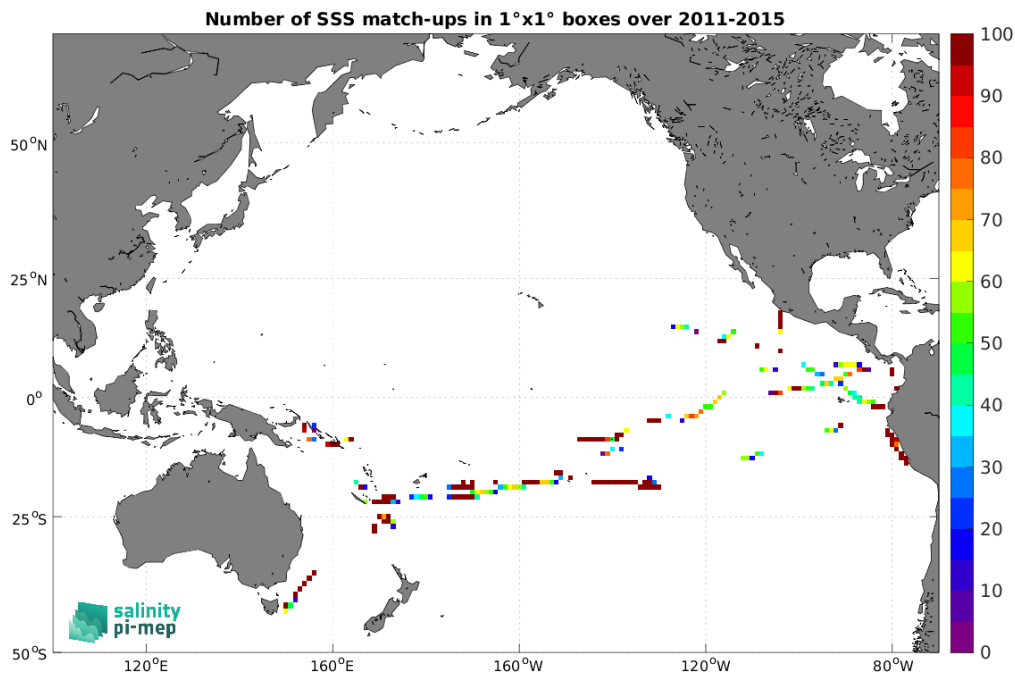 Number of SSS match-ups in 1°x1° boxes over 2011-2015
50°N
25°N
0°
25°S
50°S
120°E
160°E
160°W
120°W
80°W
100
90
80
70
60
50
40
30
20
10
0
salinity
pi-mep